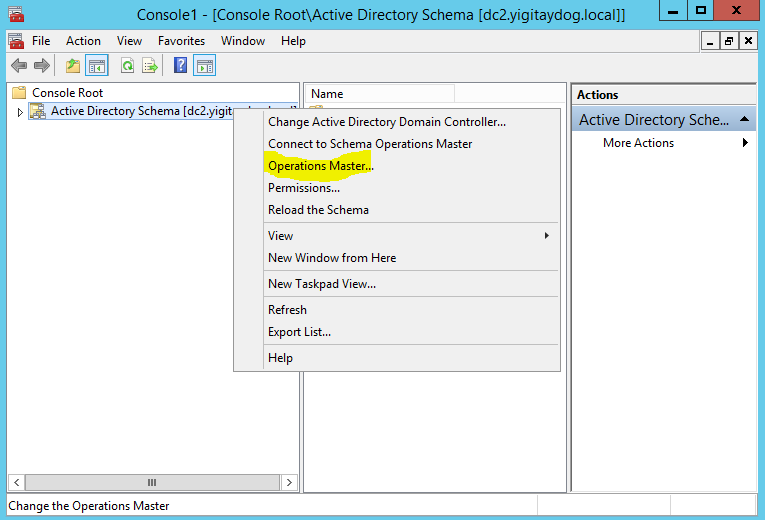 Console1 - [Console Root\Active Directory Schema [dc2.yigitaydog.local]]
File Action View Favorites Window Help
Console Root
Active Directory Schema [dc2.yigitaydog.local]
Name
Actions
Active Directory Sche...
More Actions
Change Active Directory Domain Controller...
Connect to Schema Operations Master
Operations Master...
Permissions...
Reload the Schema
View
New Window from Here
New Taskpad View...
Refresh
Export List...
Help
Change the Operations Master